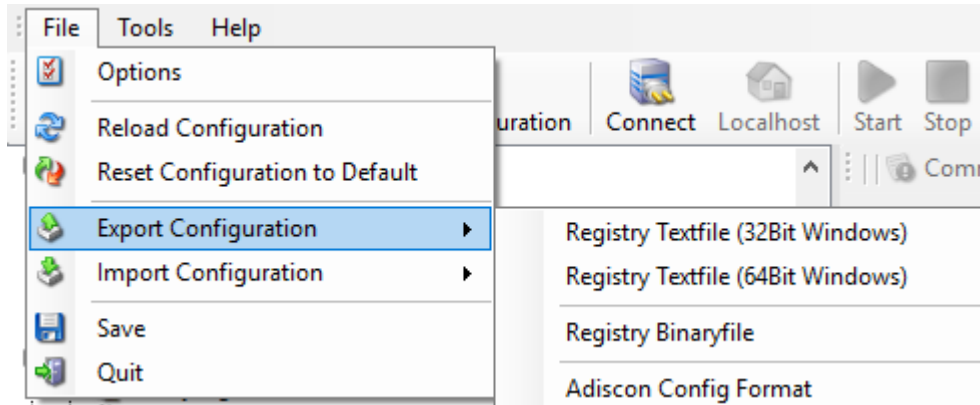 File Tools Help
Options
Reload Configuration
Reset Configuration to Default
Export Configuration
Import Configuration
Save
Quit
Connect Localhost Start Stop
Registry Textfile (32Bit Windows)
Registry Textfile (64Bit Windows)
Registry Binaryfile
Adiscon Config Format